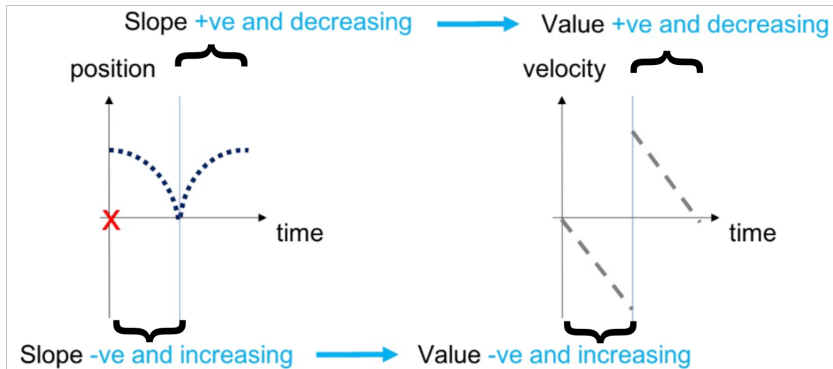 Slope +ve and decreasing
Value +ve and decreasing
position
velocity
X
time
time
Slope -ve and increasing
Value -ve and increasing